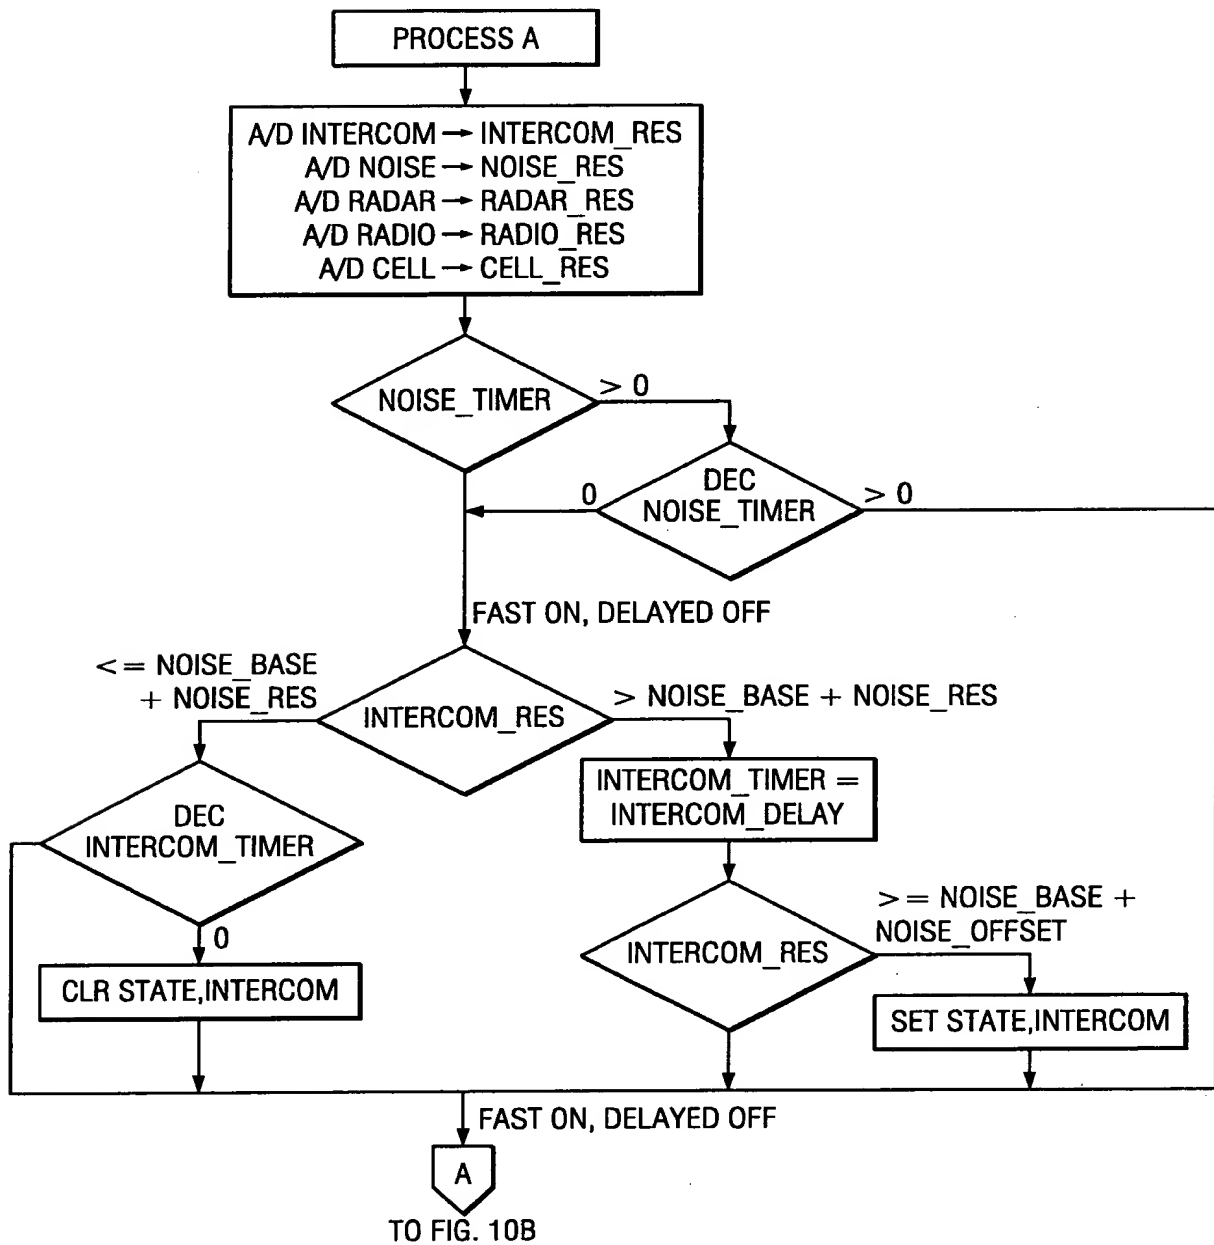 PROCESS A
A/D INTERCOM → INTERCOM_RES
A/D NOISE → NOISE_RES
A/D RADAR → RADAR_RES
A/D RADIO → RADIO_RES
A/D CELL → CELL_RES
NOISE_TIMER
> 0
DEC
NOISE_TIMER
0
> 0
FAST ON, DELAYED OFF
< = NOISE_BASE
+ NOISE_RES
INTERCOM_RES
> NOISE_BASE + NOISE_RES
DEC
INTERCOM_TIMER
INTERCOM_TIMER =
INTERCOM_DELAY
0
CLR STATE,INTERCOM
INTERCOM_RES
> = NOISE_BASE +
NOISE_OFFSET
SET STATE,INTERCOM
FAST ON, DELAYED OFF
A
TO FIG. 10B